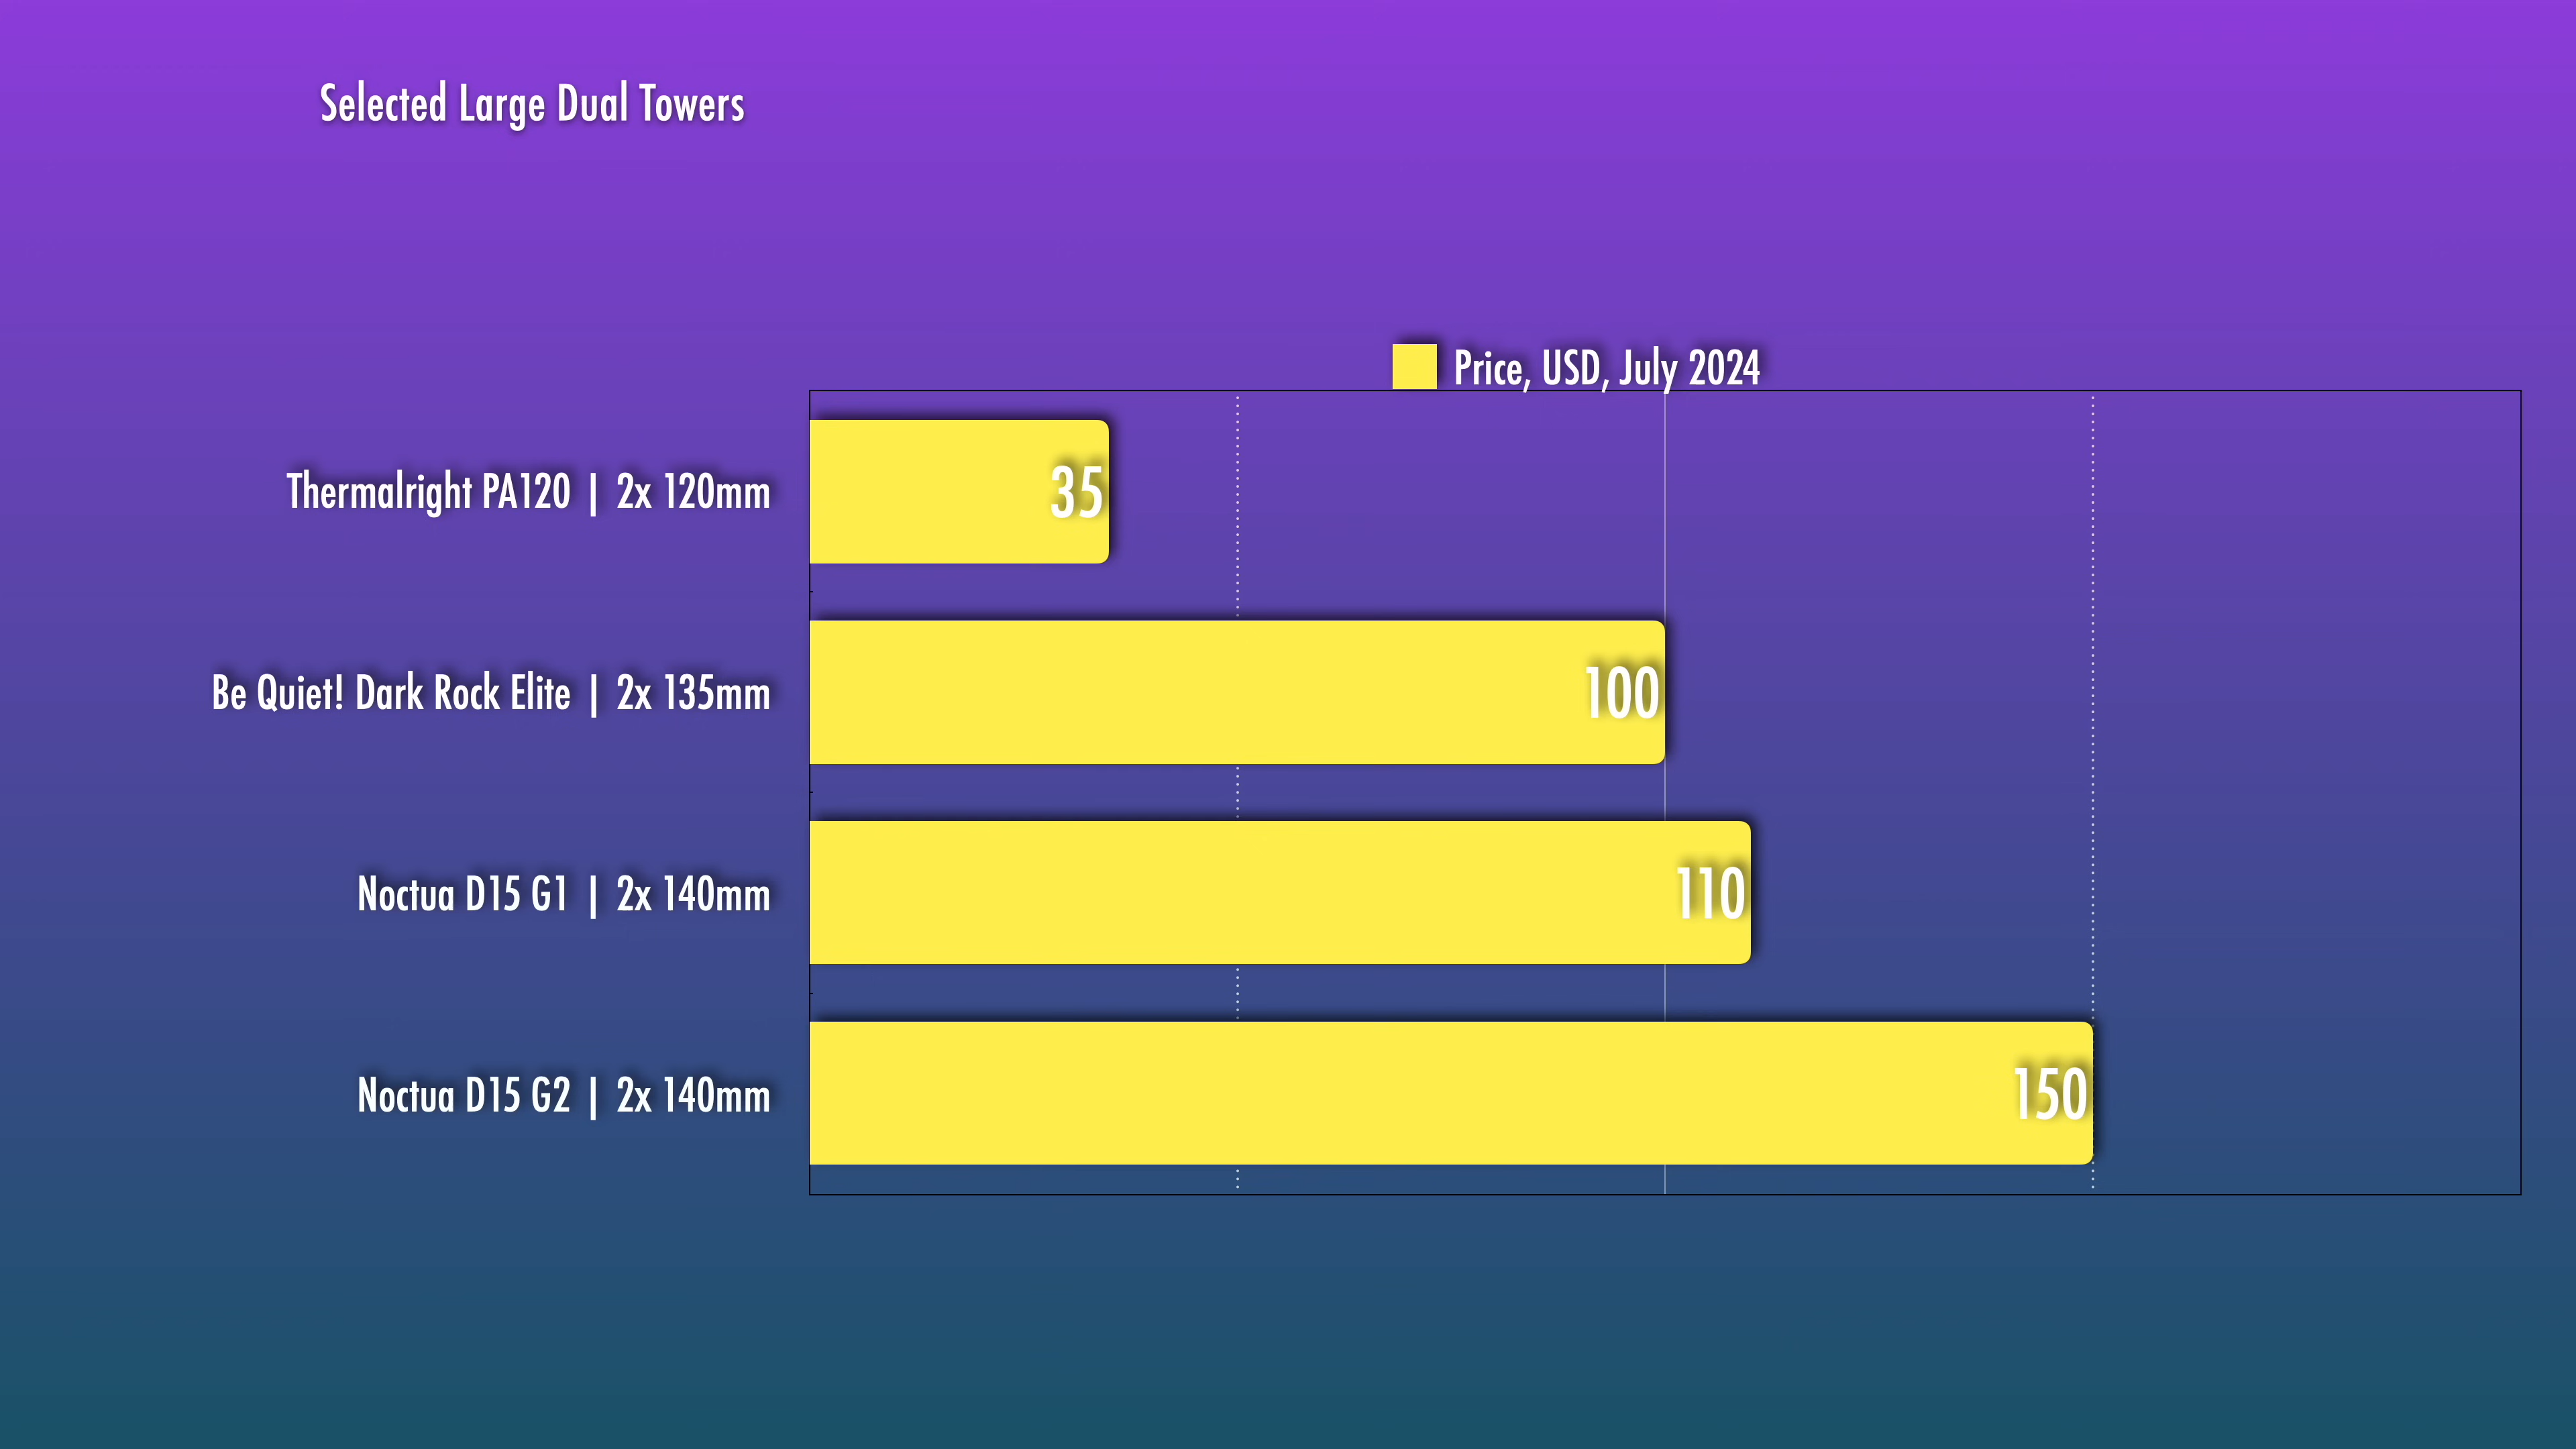 Selected Large Dual Towers
Price, USD, July 2024
Thermalright PA120 | 2x 120mm
35
Be Quiet! Dark Rock Elite | 2x 135mm
100
Noctua D15 G1 | 2x 140mm
110
Noctua D15 G2 | 2x 140mm
150